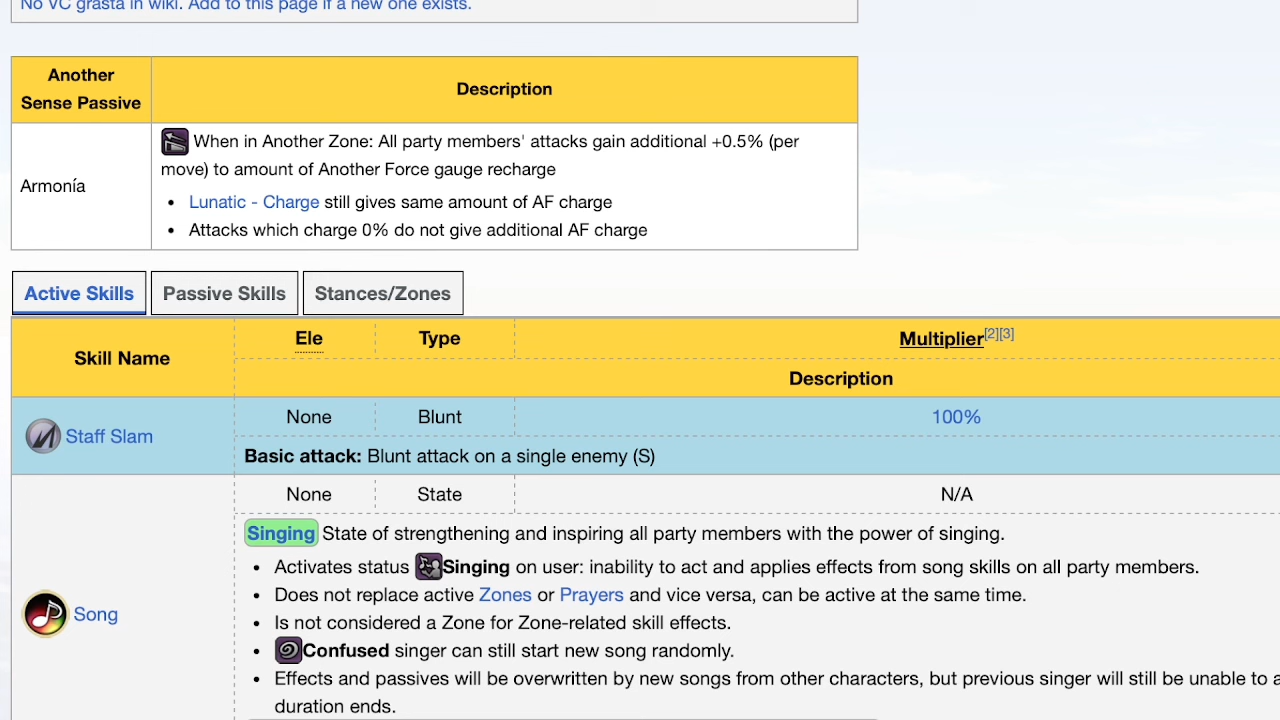 No VC grasta in wiki. Add to this page if a new one exists.
Another
Sense Passive
Description
Armonía
When in Another Zone: All party members' attacks gain additional +0.5% (per
move) to amount of Another Force gauge recharge
• Lunatic - Charge still gives same amount of AF charge
• Attacks which charge 0% do not give additional AF charge
Active Skills
Passive Skills
Stances/Zones
Skill Name
Ele
Type
Multiplier[2][3]
Description
Staff Slam
None
Blunt
100%
Basic attack: Blunt attack on a single enemy (S)
Song
None
State
N/A
Singing State of strengthening and inspiring all party members with the power of singing.
• Activates status Singing on user: inability to act and applies effects from song skills on all party members.
• Does not replace active Zones or Prayers and vice versa, can be active at the same time.
• Is not considered a Zone for Zone-related skill effects.
• Confused singer can still start new song randomly.
• Effects and passives will be overwritten by new songs from other characters, but previous singer will still be unable to
duration ends.